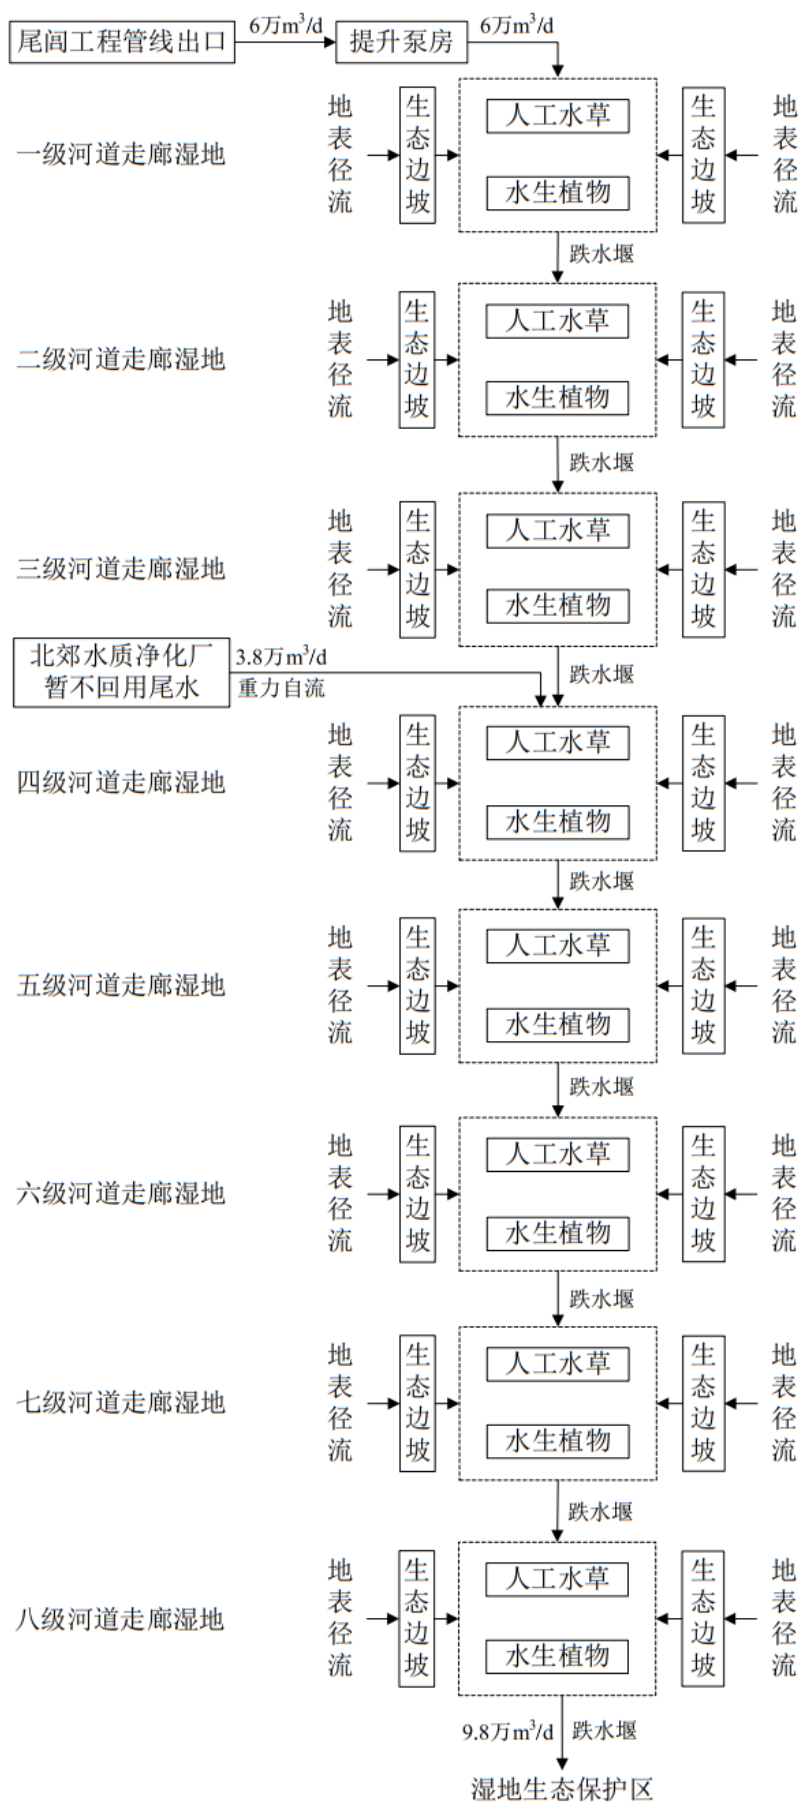 尾闾工程管线出口
6万m³/d
提升泵房
6万m³/d
一级河道走廊湿地
地表径流
生态边坡
人工水草
水生植物
生态边坡
地表径流
跌水堰
二级河道走廊湿地
地表径流
生态边坡
人工水草
水生植物
生态边坡
地表径流
跌水堰
三级河道走廊湿地
地表径流
生态边坡
人工水草
水生植物
生态边坡
地表径流
北郊水质净化厂
暂不回用尾水
3.8万m³/d
重力自流
跌水堰
四级河道走廊湿地
地表径流
生态边坡
人工水草
水生植物
生态边坡
地表径流
跌水堰
五级河道走廊湿地
地表径流
生态边坡
人工水草
水生植物
生态边坡
地表径流
跌水堰
六级河道走廊湿地
地表径流
生态边坡
人工水草
水生植物
生态边坡
地表径流
跌水堰
七级河道走廊湿地
地表径流
生态边坡
人工水草
水生植物
生态边坡
地表径流
跌水堰
八级河道走廊湿地
地表径流
生态边坡
人工水草
水生植物
生态边坡
地表径流
9.8万m³/d
跌水堰
湿地生态保护区